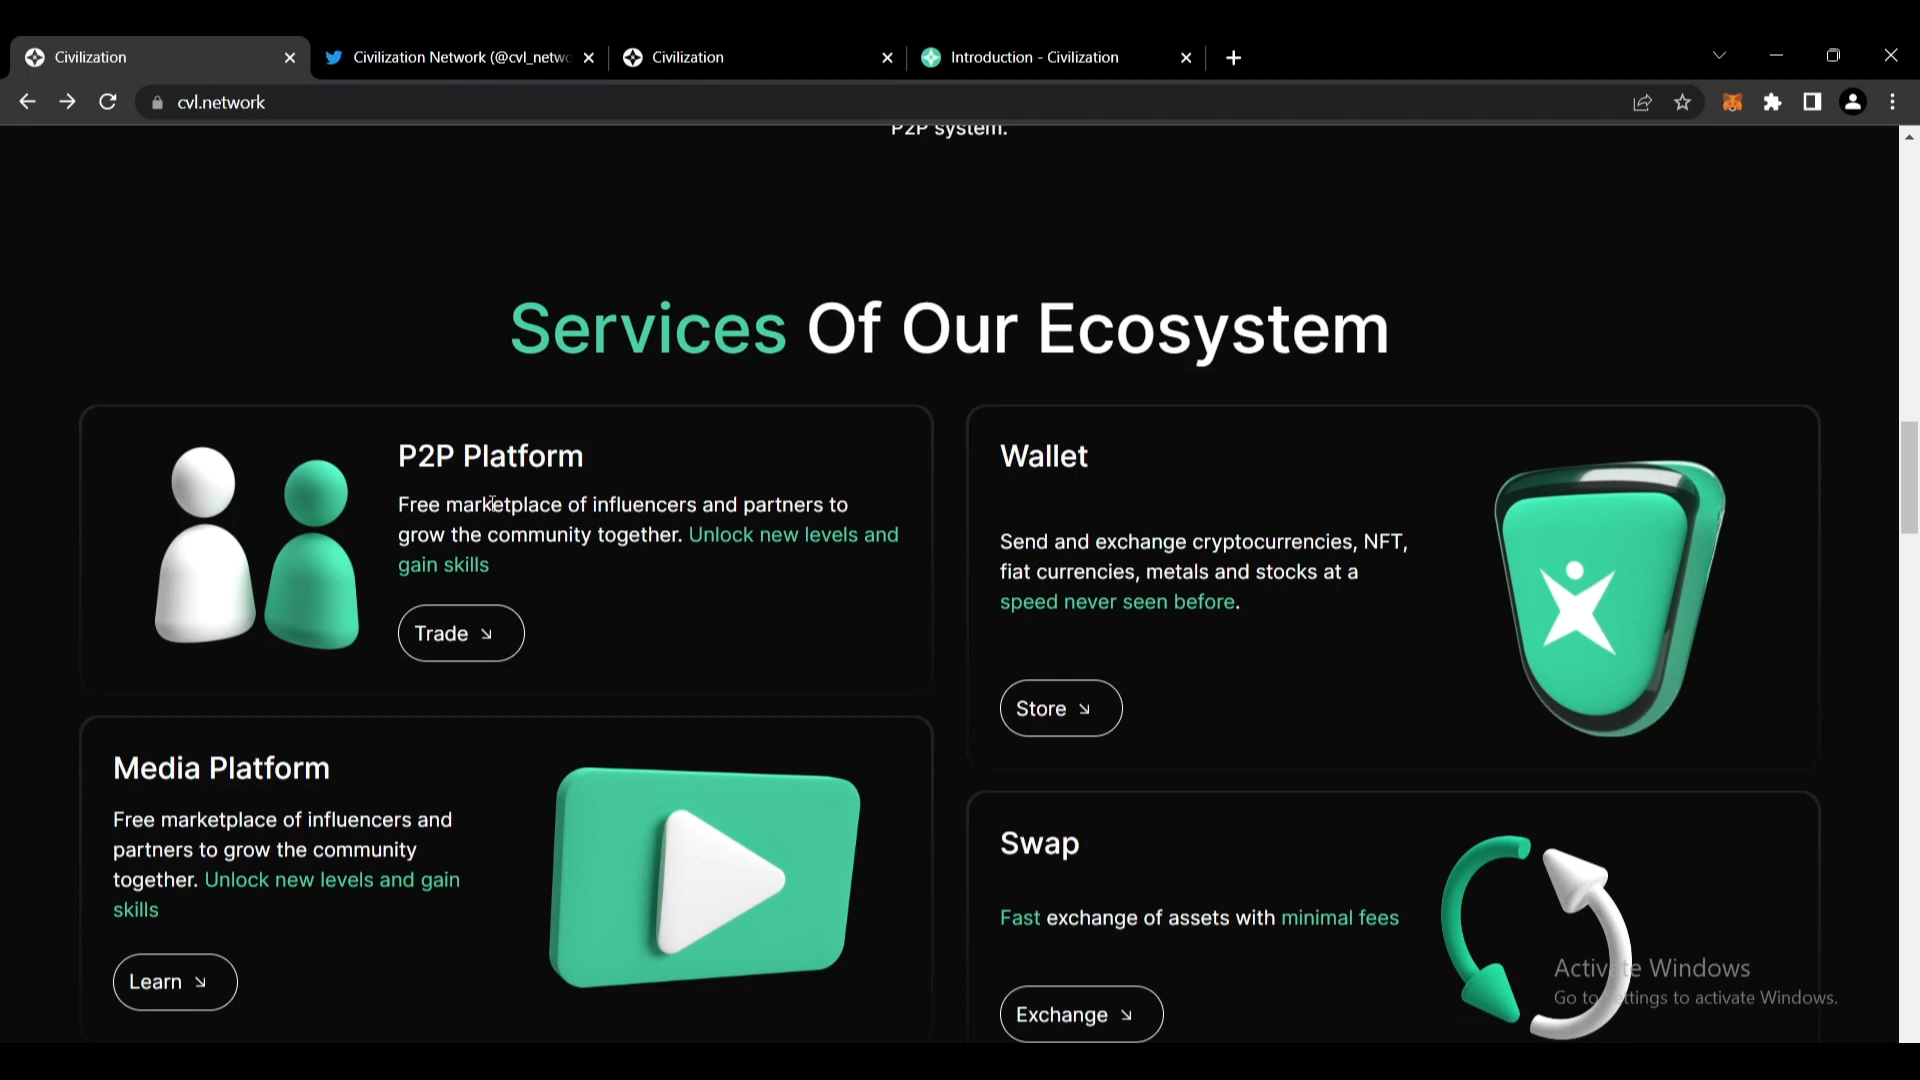 Civilization
Civilization Network (@cvl_netwo
Civilization
Introduction - Civilization
cvl.network
P2P system.
Services Of Our Ecosystem
P2P Platform
Free marketplace of influencers and partners to
grow the community together. Unlock new levels and
gain skills
Trade
Wallet
Send and exchange cryptocurrencies, NFT,
fiat currencies, metals and stocks at a
speed never seen before.
Store
Media Platform
Free marketplace of influencers and
partners to grow the community
together. Unlock new levels and gain
skills
Learn
Swap
Fast exchange of assets with minimal fees
Exchange
Activate Windows
Go to Settings to activate Windows.